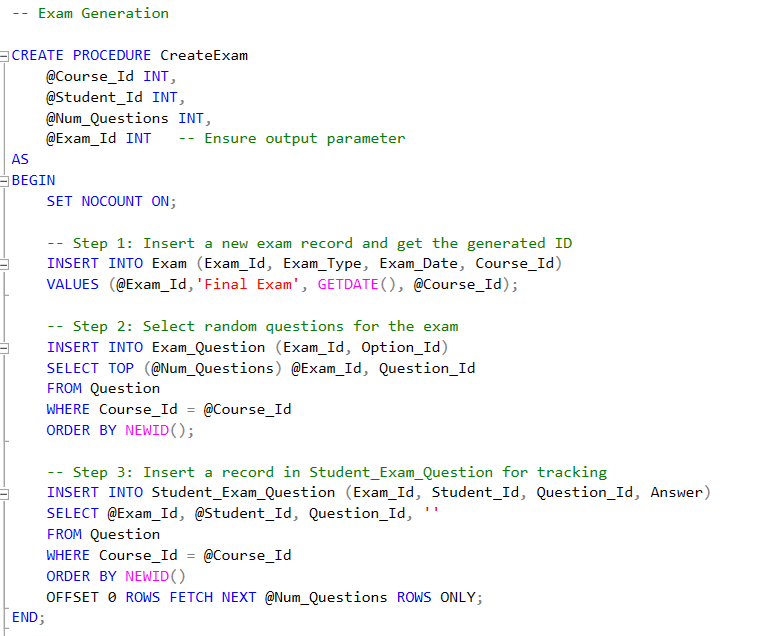 -- Exam Generation
CREATE PROCEDURE CreateExam
@Course_Id INT,
@Student_Id INT,
@Num_Questions INT,
@Exam_Id INT   -- Ensure output parameter
AS
BEGIN
SET NOCOUNT ON;
-- Step 1: Insert a new exam record and get the generated ID
INSERT INTO Exam (Exam_Id, Exam_Type, Exam_Date, Course_Id)
VALUES (@Exam_Id,'Final Exam', GETDATE(), @Course_Id);
-- Step 2: Select random questions for the exam
INSERT INTO Exam_Question (Exam_Id, Option_Id)
SELECT TOP (@Num_Questions) @Exam_Id, Question_Id
FROM Question
WHERE Course_Id = @Course_Id
ORDER BY NEWID();
-- Step 3: Insert a record in Student_Exam_Question for tracking
INSERT INTO Student_Exam_Question (Exam_Id, Student_Id, Question_Id, Answer)
SELECT @Exam_Id, @Student_Id, Question_Id, ''
FROM Question
WHERE Course_Id = @Course_Id
ORDER BY NEWID()
OFFSET 0 ROWS FETCH NEXT @Num_Questions ROWS ONLY;
END;